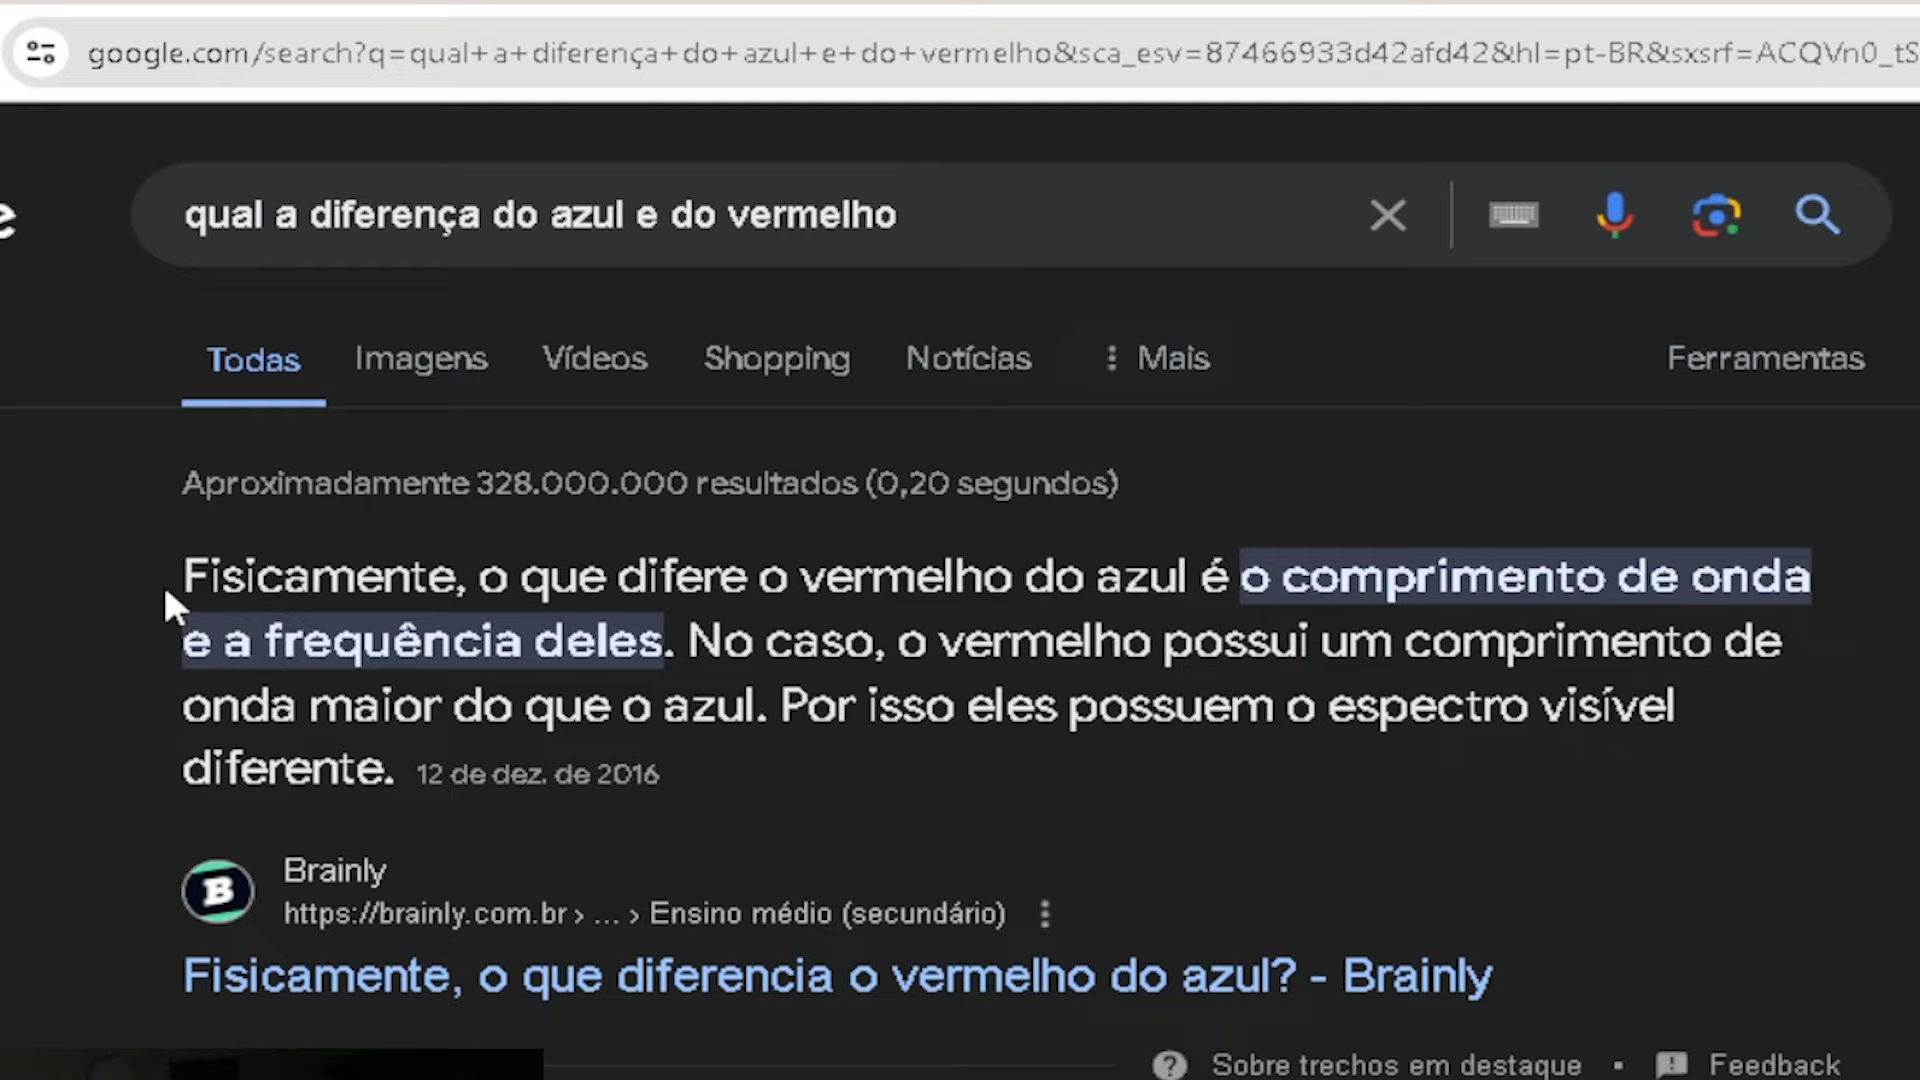 google.com/search?q=qual+a+diferença+do+azul+e+do+vermelho&sca_esv=87466933d42afd42&hl=pt-BR&sxsrf=ACQVn0_tS
e
qual a diferença do azul e do vermelho
Todas Imagens Vídeos Shopping Notícias Mais Ferramentas
Aproximadamente 328.000.000 resultados (0,20 segundos)
Fisicamente, o que difere o vermelho do azul é o comprimento de onda
e a frequência deles. No caso, o vermelho possui um comprimento de
onda maior do que o azul. Por isso eles possuem o espectro visível
diferente. 12 de dez. de 2016
B
Brainly
https://brainly.com.br › ... › Ensino médio (secundário)
Fisicamente, o que diferencia o vermelho do azul? - Brainly
Sobre trechos em destaque · Feedback